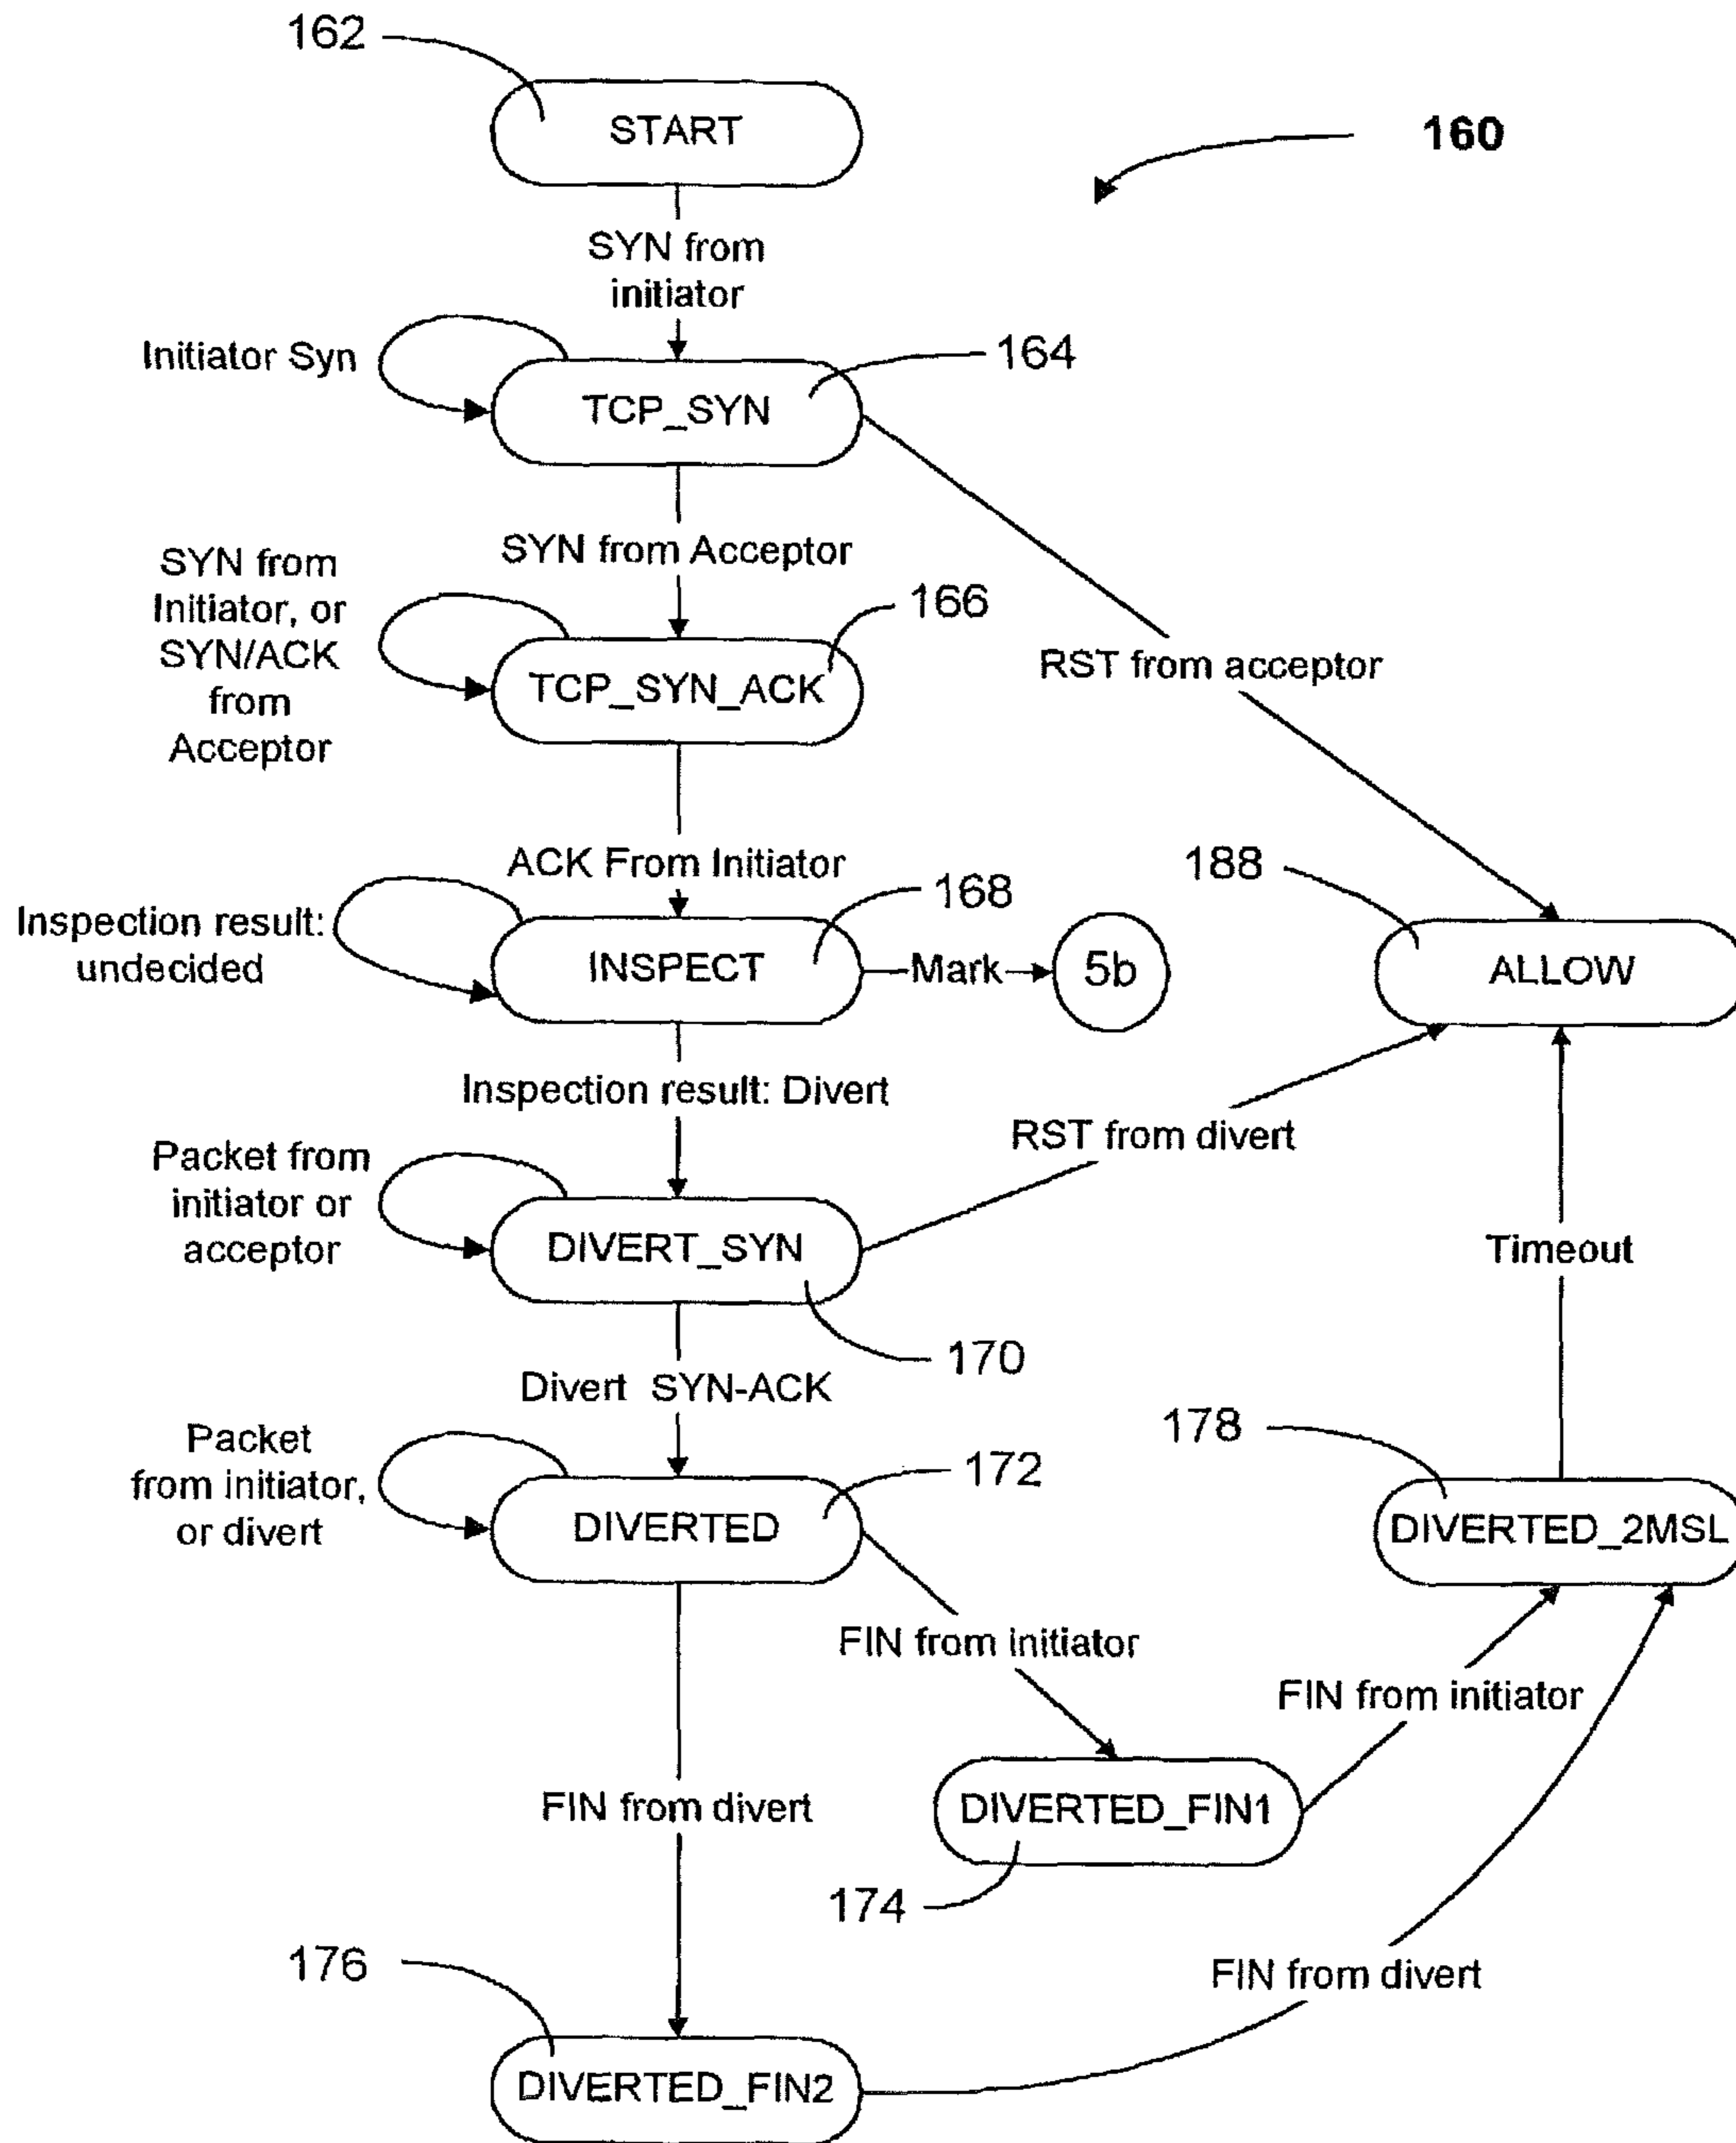 162
START
160
SYN from
initiator
Initiator Syn
164
TCP_SYN
SYN from
Initiator, or
SYN/ACK
from
Acceptor
SYN from Acceptor
166
TCP_SYN_ACK
RST from acceptor
ACK From Initiator
168
188
Inspection result:
undecided
INSPECT
Mark
5b
ALLOW
Inspection result: Divert
RST from divert
Packet from
initiator or
acceptor
DIVERT_SYN
Timeout
170
Divert SYN-ACK
178
Packet
from initiator,
or divert
172
DIVERTED
DIVERTED_2MSL
FIN from initiator
FIN from initiator
FIN from divert
DIVERTED_FIN1
174
176
FIN from divert
DIVERTED_FIN2